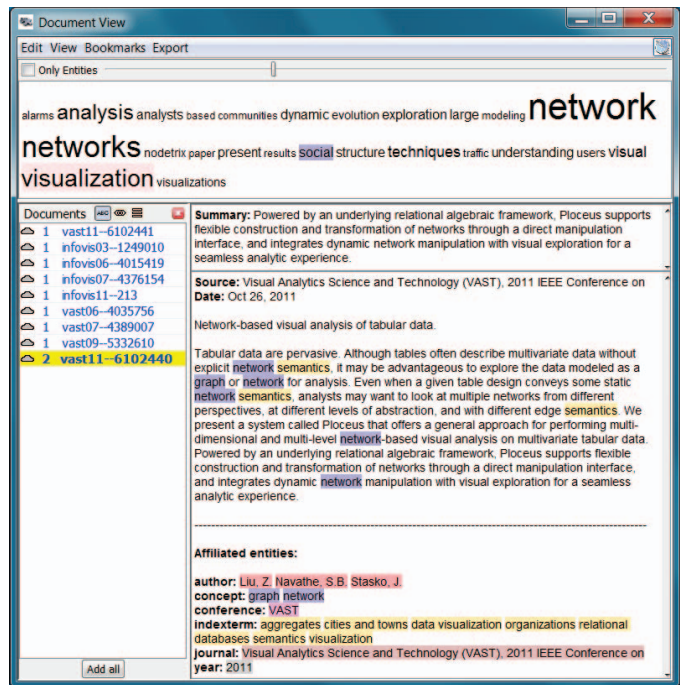 Document View
Edit View Bookmarks Export
Only Entities
alarms analysis analysts based communities dynamic evolution exploration large modeling network
networks nodetrix paper present results social structure techniques traffic understanding users visual
visualization visualizations
Documents ABC
1 vast11--6102441
1 infovis03--1249010
1 infovis06--4015419
1 infovis07--4376154
1 infovis11--213
1 vast06--4035756
1 vast07--4389007
1 vast09--5332610
2 vast11--6102440
Add all
Summary: Powered by an underlying relational algebraic framework, Ploceus supports
flexible construction and transformation of networks through a direct manipulation
interface, and integrates dynamic network manipulation with visual exploration for a
seamless analytic experience.
Source: Visual Analytics Science and Technology (VAST), 2011 IEEE Conference on
Date: Oct 26, 2011
Network-based visual analysis of tabular data.
Tabular data are pervasive. Although tables often describe multivariate data without
explicit network semantics, it may be advantageous to explore the data modeled as a
graph or network for analysis. Even when a given table design conveys some static
network semantics, analysts may want to look at multiple networks from different
perspectives, at different levels of abstraction, and with different edge semantics. We
present a system called Ploceus that offers a general approach for performing multi-
dimensional and multi-level network-based visual analysis on multivariate tabular data.
Powered by an underlying relational algebraic framework, Ploceus supports flexible
construction and transformation of networks through a direct manipulation interface,
and integrates dynamic network manipulation with visual exploration for a seamless
analytic experience.
--------------------------------------------------------------------------------
Affiliated entities:
author: Liu, Z. Navathe, S.B. Stasko, J.
concept: graph network
conference: VAST
indexterm: aggregates cities and towns data visualization organizations relational
databases semantics visualization
journal: Visual Analytics Science and Technology (VAST), 2011 IEEE Conference on
year: 2011